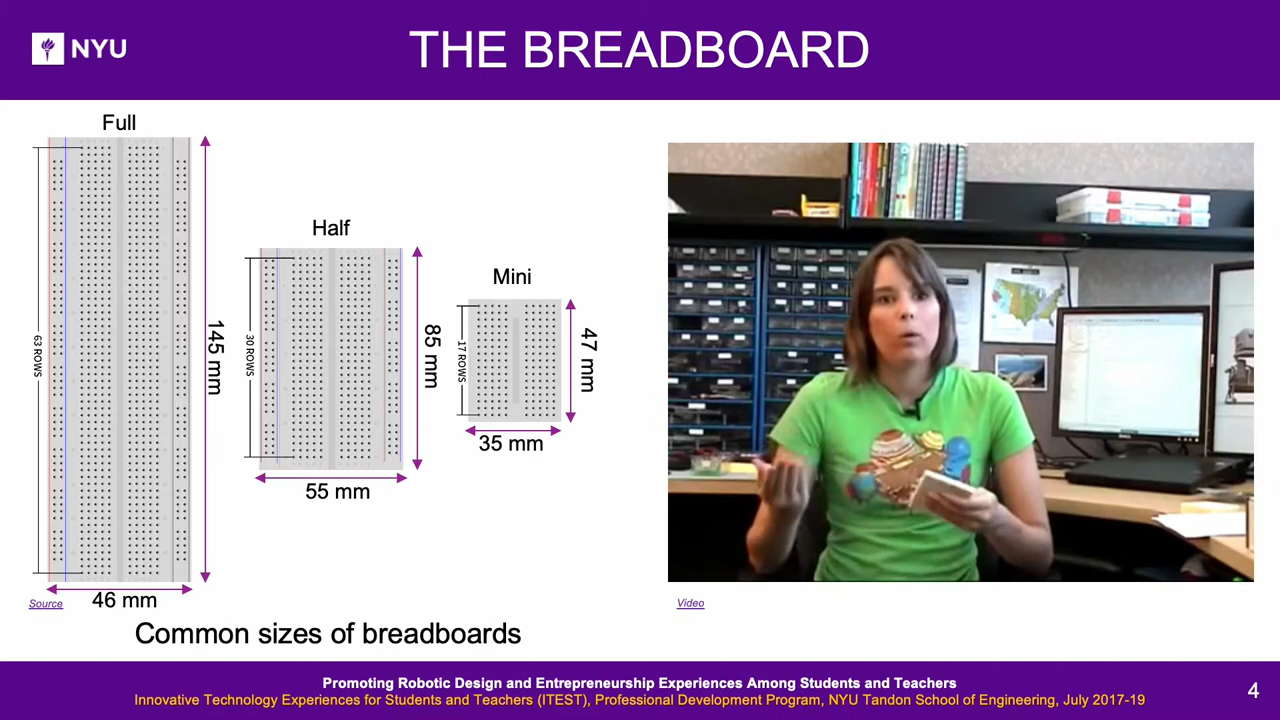 NYU
THE BREADBOARD
Full
63 ROWS
145 mm
46 mm
Source
Half
30 ROWS
85 mm
55 mm
Mini
17 ROWS
47 mm
35 mm
Common sizes of breadboards
Video
Promoting Robotic Design and Entrepreneurship Experiences Among Students and Teachers
Innovative Technology Experiences for Students and Teachers (ITEST), Professional Development Program, NYU Tandon School of Engineering, July 2017-19
4